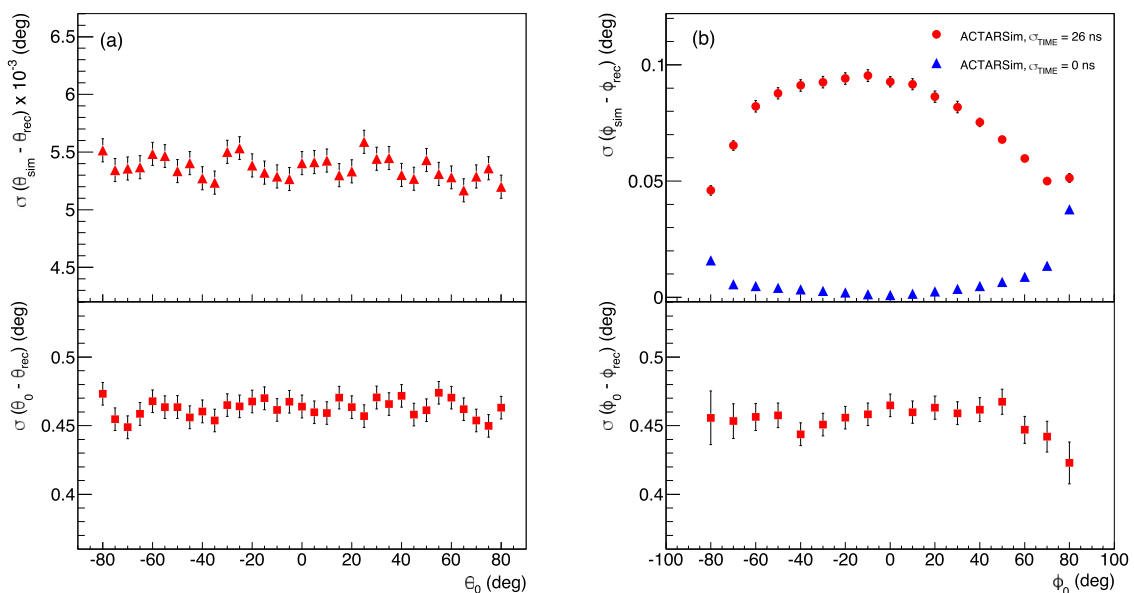 (a)
σ (θsim - θrec) x 10-3 (deg)
6.5
6
5.5
5
4.5
σ (θ0 - θrec) (deg)
0.5
0.45
0.4
-80 -60 -40 -20 0 20 40 60 80
θ0 (deg)
(b)
ACTARSim, σTIME = 26 ns
ACTARSim, σTIME = 0 ns
σ (ϕsim - ϕrec) (deg)
0.1
0.05
0
σ (ϕ0 - ϕrec) (deg)
0.5
0.45
0.4
-100 -80 -60 -40 -20 0 20 40 60 80 100
ϕ0 (deg)